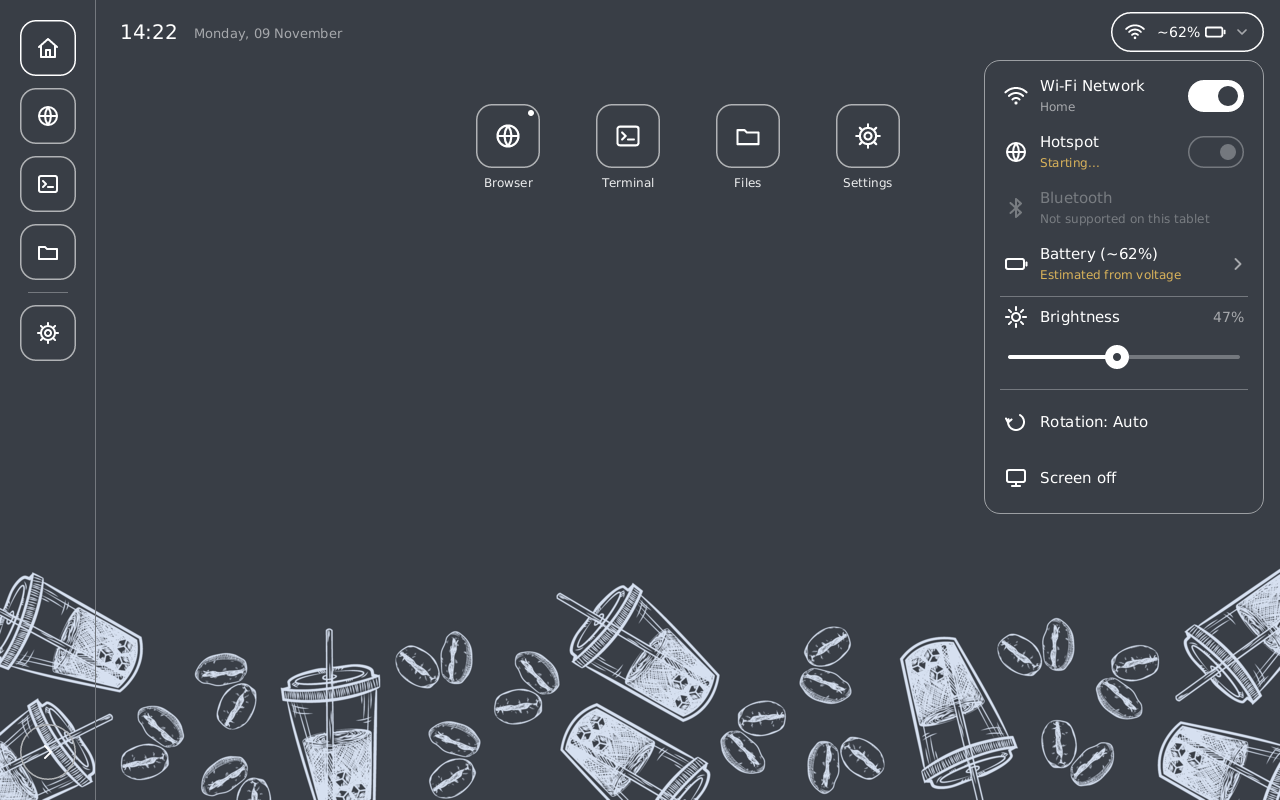 14:22 Monday, 09 November
~62%
Wi-Fi Network
Home
Hotspot
Starting...
Bluetooth
Not supported on this tablet
Battery (~62%)
Estimated from voltage
Brightness 47%
Rotation: Auto
Screen off
Browser Terminal Files Settings